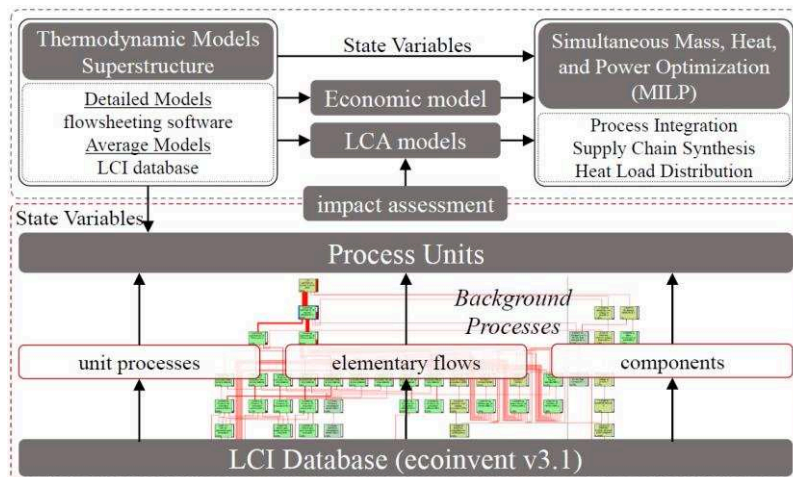 Thermodynamic Models
Superstructure
Detailed Models
flowsheeting software
Average Models
LCI database
State Variables
Economic model
LCA models
impact assessment
Simultaneous Mass, Heat,
and Power Optimization
(MILP)
Process Integration
Supply Chain Synthesis
Heat Load Distribution
State Variables
Process Units
Background
Processes
unit processes
elementary flows
components
LCI Database (ecoinvent v3.1)